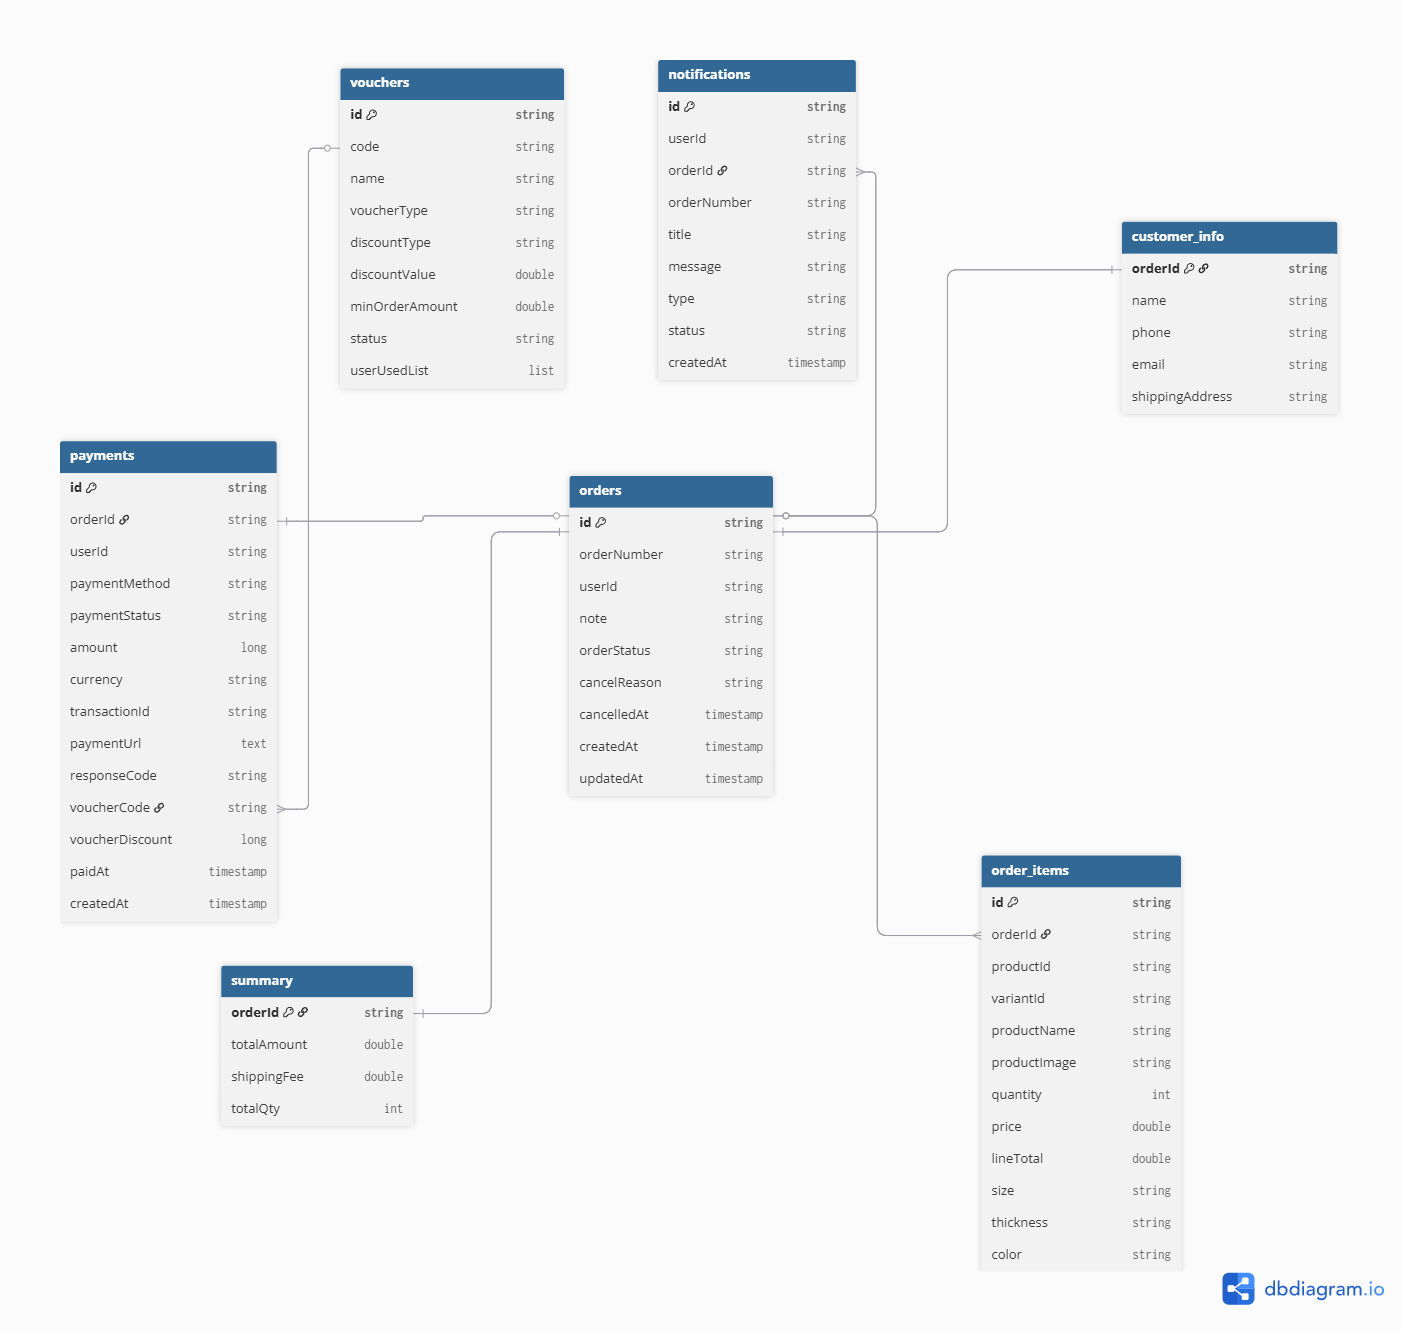 vouchers
id string
code string
name string
voucherType string
discountType string
discountValue double
minOrderAmount double
status string
userUsedList list
notifications
id string
userId string
orderId string
orderNumber string
title string
message string
type string
status string
createdAt timestamp
customer_info
orderId string
name string
phone string
email string
shippingAddress string
payments
id string
orderId string
userId string
paymentMethod string
paymentStatus string
amount long
currency string
transactionId string
paymentUrl text
responseCode string
voucherCode string
voucherDiscount long
paidAt timestamp
createdAt timestamp
orders
id string
orderNumber string
userId string
note string
orderStatus string
cancelReason string
cancelledAt timestamp
createdAt timestamp
updatedAt timestamp
summary
orderId string
totalAmount double
shippingFee double
totalQty int
order_items
id string
orderId string
productId string
variantId string
productName string
productImage string
quantity int
price double
lineTotal double
size string
thickness string
color string
dbdiagram.io